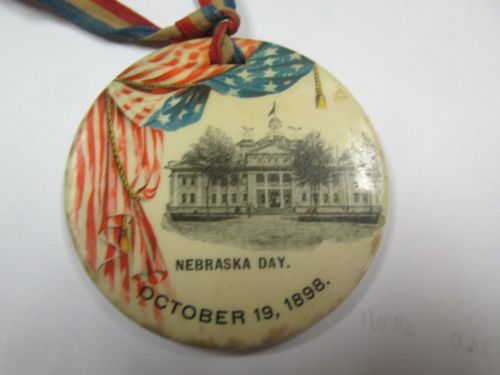 NEBRASKA DAY.
OCTOBER 19, 1898.